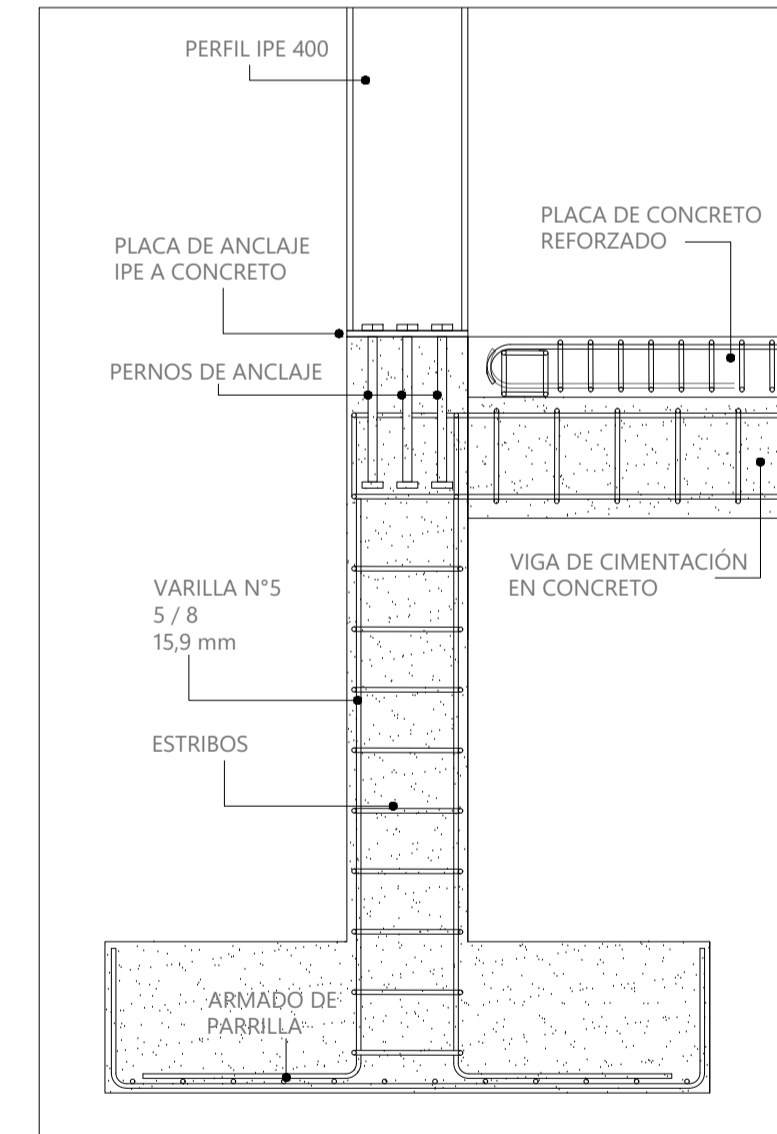 PERFIL IPE 400
PLACA DE CONCRETO
REFORZADO
PLACA DE ANCLAJE
IPE A CONCRETO
PERNOS DE ANCLAJE
VIGA DE CIMENTACIÓN
EN CONCRETO
VARILLA N°5
5 / 8
15,9 mm
ESTRIBOS
ARMADO DE
PARRILLA